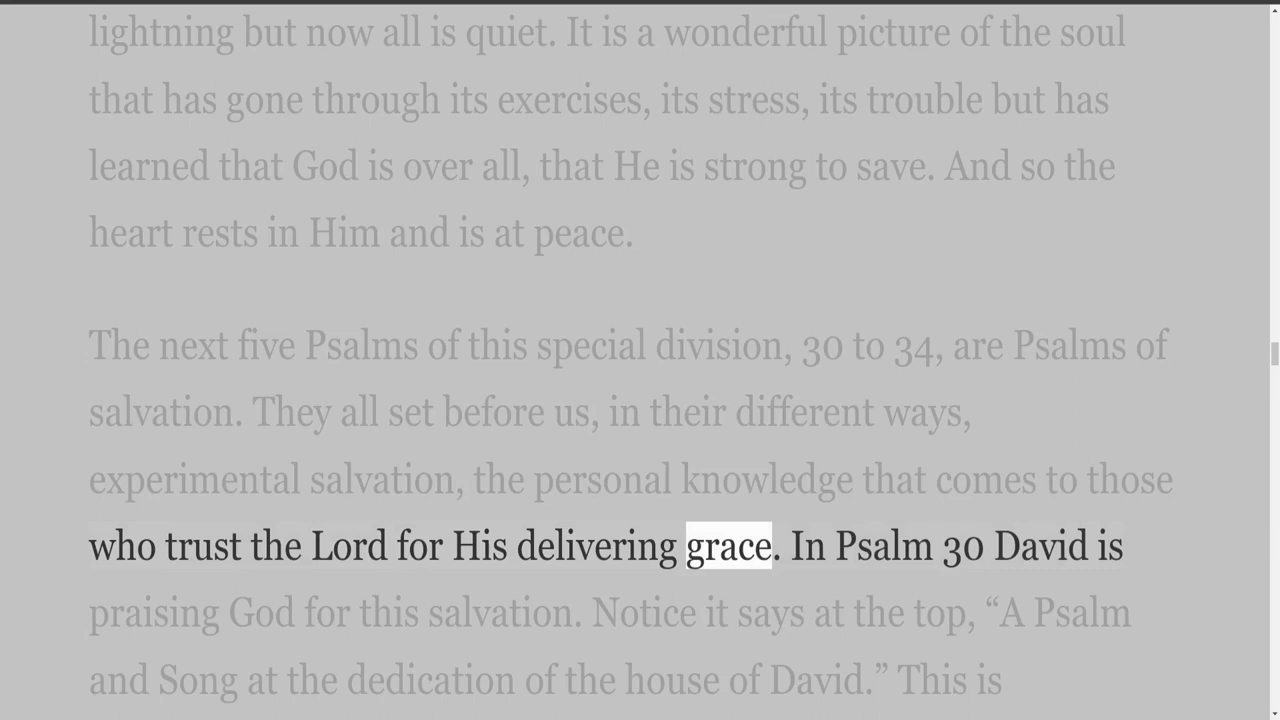 lightning but now all is quiet. It is a wonderful picture of the soul
that has gone through its exercises, its stress, its trouble but has
learned that God is over all, that He is strong to save. And so the
heart rests in Him and is at peace.
The next five Psalms of this special division, 30 to 34, are Psalms of
salvation. They all set before us, in their different ways,
experimental salvation, the personal knowledge that comes to those
who trust the Lord for His delivering grace. In Psalm 30 David is
praising God for this salvation. Notice it says at the top, “A Psalm
and Song at the dedication of the house of David.” This is